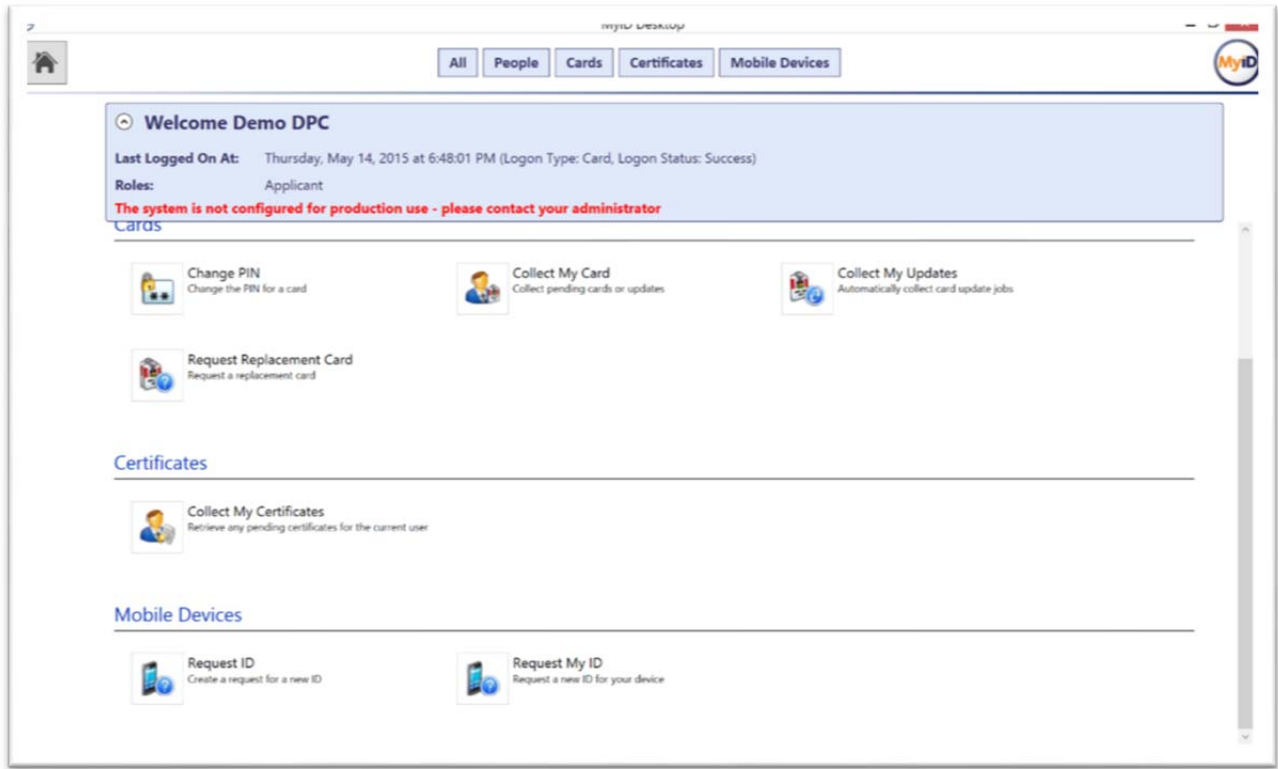 MyID Desktop
All People Cards Certificates Mobile Devices
MyID
Welcome Demo DPC
Last Logged On At: Thursday, May 14, 2015 at 6:48:01 PM (Logon Type: Card, Logon Status: Success)
Roles: Applicant
The system is not configured for production use - please contact your administrator
Cards
Change PIN
Change the PIN for a card
Collect My Card
Collect pending cards or updates
Collect My Updates
Automatically collect card update jobs
Request Replacement Card
Request a replacement card
Certificates
Collect My Certificates
Retrieve any pending certificates for the current user
Mobile Devices
Request ID
Create a request for a new ID
Request My ID
Request a new ID for your device